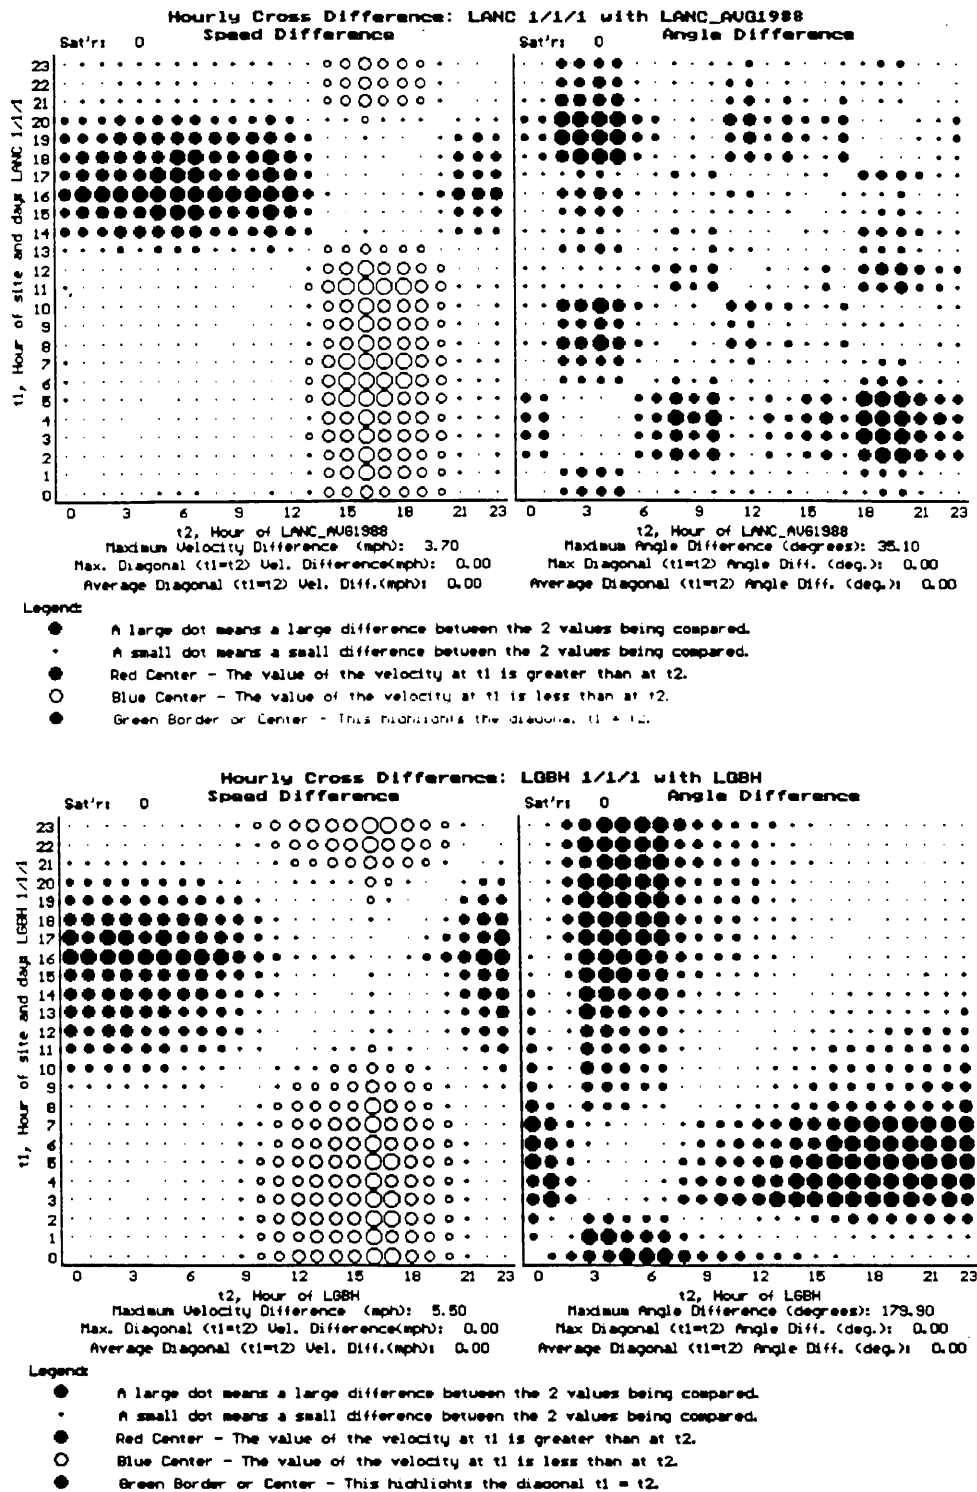 Hourly Cross Difference: LANC 1/1/1 with LANC_AVG1988
Speed Difference
Angle Difference
Sat'r: 0
Sat'r: 0
t1, Hour of site and days LANC 1/1/1
23
22
21
20
19
18
17
16
15
14
13
12
11
10
9
8
7
6
5
4
3
2
1
0
0 3 6 9 12 15 18 21 23
0 3 6 9 12 15 18 21 23
t2, Hour of LANC_AVG1988
t2, Hour of LANC_AVG1988
Maximum Velocity Difference (mph): 3.70
Maximum Angle Difference (degrees): 35.10
Max. Diagonal (t1=t2) Vel. Difference(mph): 0.00
Max Diagonal (t1=t2) Angle Diff. (deg.): 0.00
Average Diagonal (t1=t2) Vel. Diff.(mph): 0.00
Average Diagonal (t1=t2) Angle Diff. (deg.): 0.00
Legend:
A large dot means a large difference between the 2 values being compared.
A small dot means a small difference between the 2 values being compared.
Red Center - The value of the velocity at t1 is greater than at t2.
Blue Center - The value of the velocity at t1 is less than at t2.
Green Border or Center - This highlights the diagonal t1 = t2.
Hourly Cross Difference: LGBH 1/1/1 with LGBH
Speed Difference
Angle Difference
Sat'r: 0
Sat'r: 0
t1, Hour of site and days LGBH 1/1/1
23
22
21
20
19
18
17
16
15
14
13
12
11
10
9
8
7
6
5
4
3
2
1
0
0 3 6 9 12 15 18 21 23
0 3 6 9 12 15 18 21 23
t2, Hour of LGBH
t2, Hour of LGBH
Maximum Velocity Difference (mph): 5.50
Maximum Angle Difference (degrees): 179.90
Max. Diagonal (t1=t2) Vel. Difference(mph): 0.00
Max Diagonal (t1=t2) Angle Diff. (deg.): 0.00
Average Diagonal (t1=t2) Vel. Diff.(mph): 0.00
Average Diagonal (t1=t2) Angle Diff. (deg.): 0.00
Legend:
A large dot means a large difference between the 2 values being compared.
A small dot means a small difference between the 2 values being compared.
Red Center - The value of the velocity at t1 is greater than at t2.
Blue Center - The value of the velocity at t1 is less than at t2.
Green Border or Center - This highlights the diagonal t1 = t2.